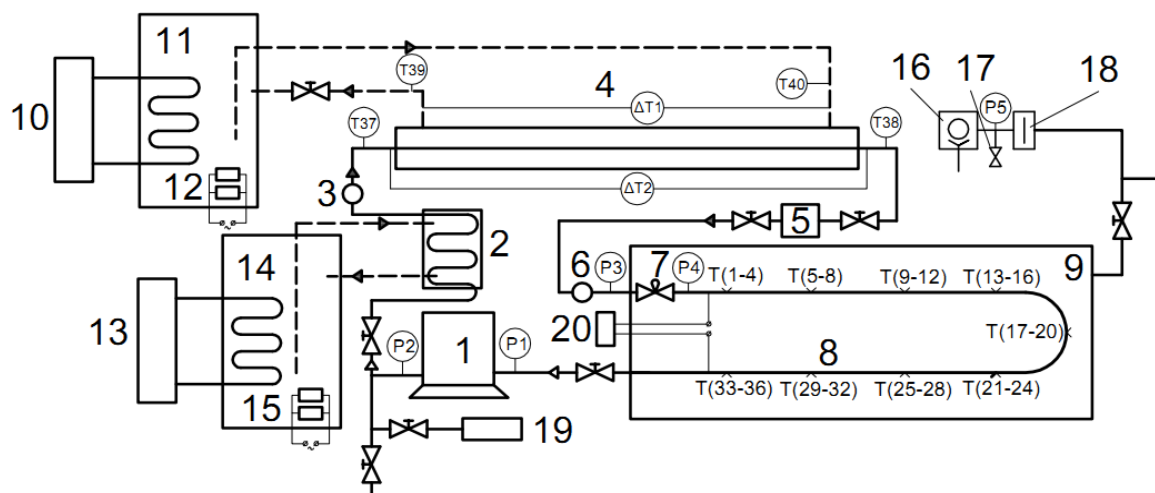 11
10
12
T39
4
T40
ΔT1
16
17
18
P5
T37
T38
3
ΔT2
5
2
14
6
P3
7
P4
T(1-4)
T(5-8)
T(9-12)
T(13-16)
9
13
20
T(17-20)
P2
1
P1
8
15
T(33-36)
T(29-32)
T(25-28)
T(21-24)
19